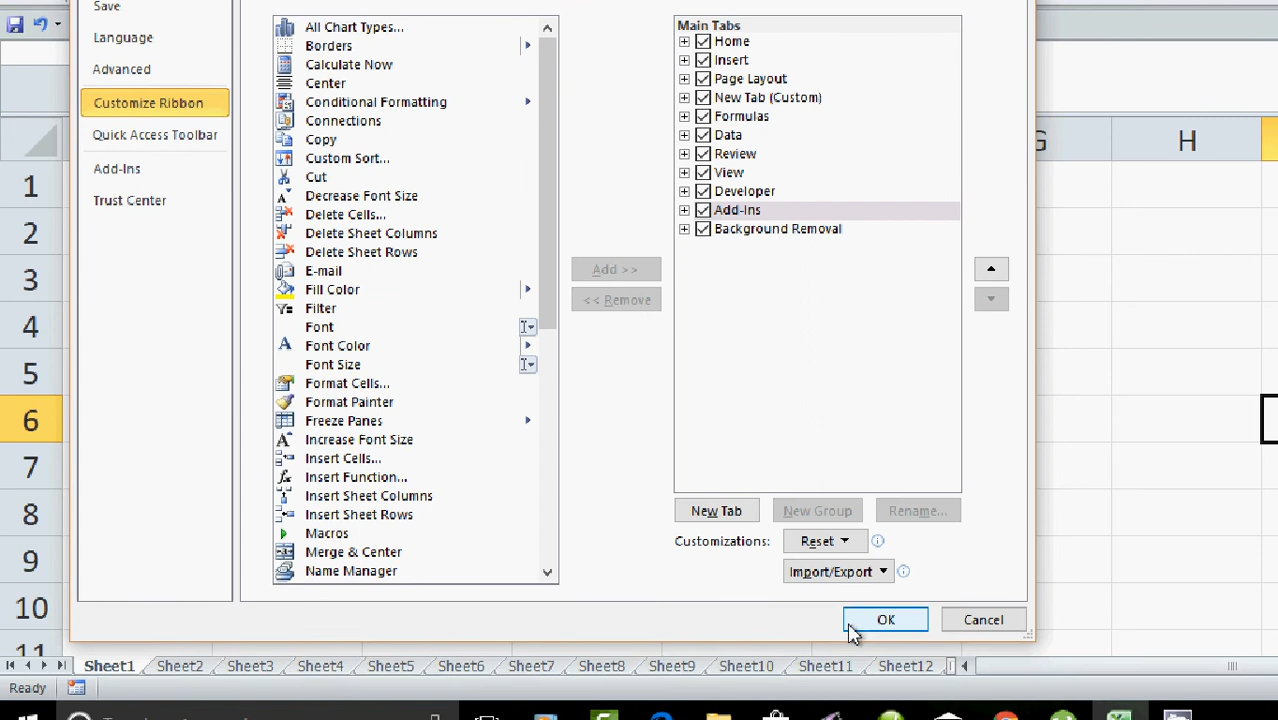 Save
Language
Advanced
Customize Ribbon
Quick Access Toolbar
Add-Ins
Trust Center
All Chart Types...
Borders
Calculate Now
Center
Conditional Formatting
Connections
Copy
Custom Sort...
Cut
Decrease Font Size
Delete Cells...
Delete Sheet Columns
Delete Sheet Rows
E-mail
Fill Color
Filter
Font
Font Color
Font Size
Format Cells...
Format Painter
Freeze Panes
Increase Font Size
Insert Cells...
Insert Function...
Insert Sheet Columns
Insert Sheet Rows
Macros
Merge & Center
Name Manager
Add >>
<< Remove
Main Tabs
Home
Insert
Page Layout
New Tab (Custom)
Formulas
Data
Review
View
Developer
Add-Ins
Background Removal
New Tab New Group Rename...
Customizations: Reset
Import/Export
OK Cancel
G H
1
2
3
4
5
6
7
8
9
10
11
Sheet1 Sheet2 Sheet3 Sheet4 Sheet5 Sheet6 Sheet7 Sheet8 Sheet9 Sheet10 Sheet11 Sheet12
Ready